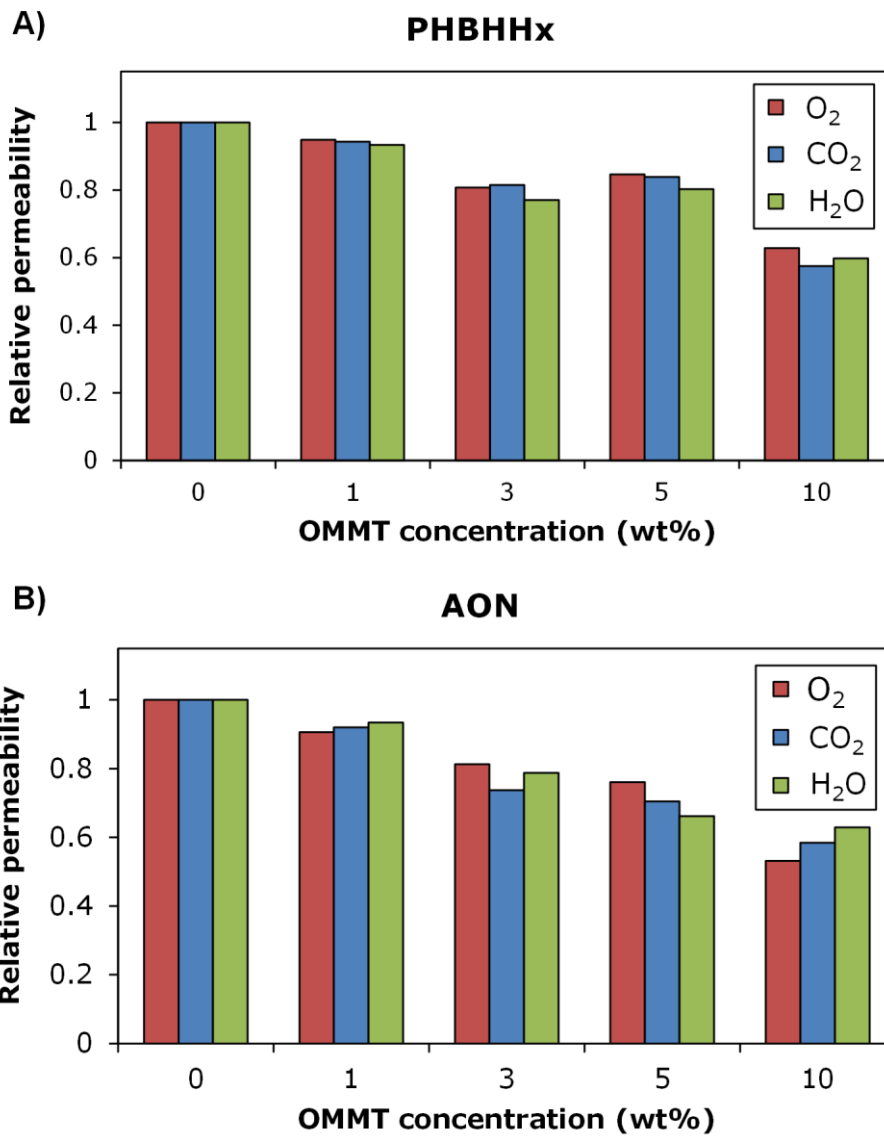 A)
PHBHHx
Relative permeability
1
0.8
0.6
0.4
0.2
0
O₂
CO₂
H₂O
0 1 3 5 10
OMMT concentration (wt%)
B)
AON
Relative permeability
1
0.8
0.6
0.4
0.2
0
O₂
CO₂
H₂O
0 1 3 5 10
OMMT concentration (wt%)